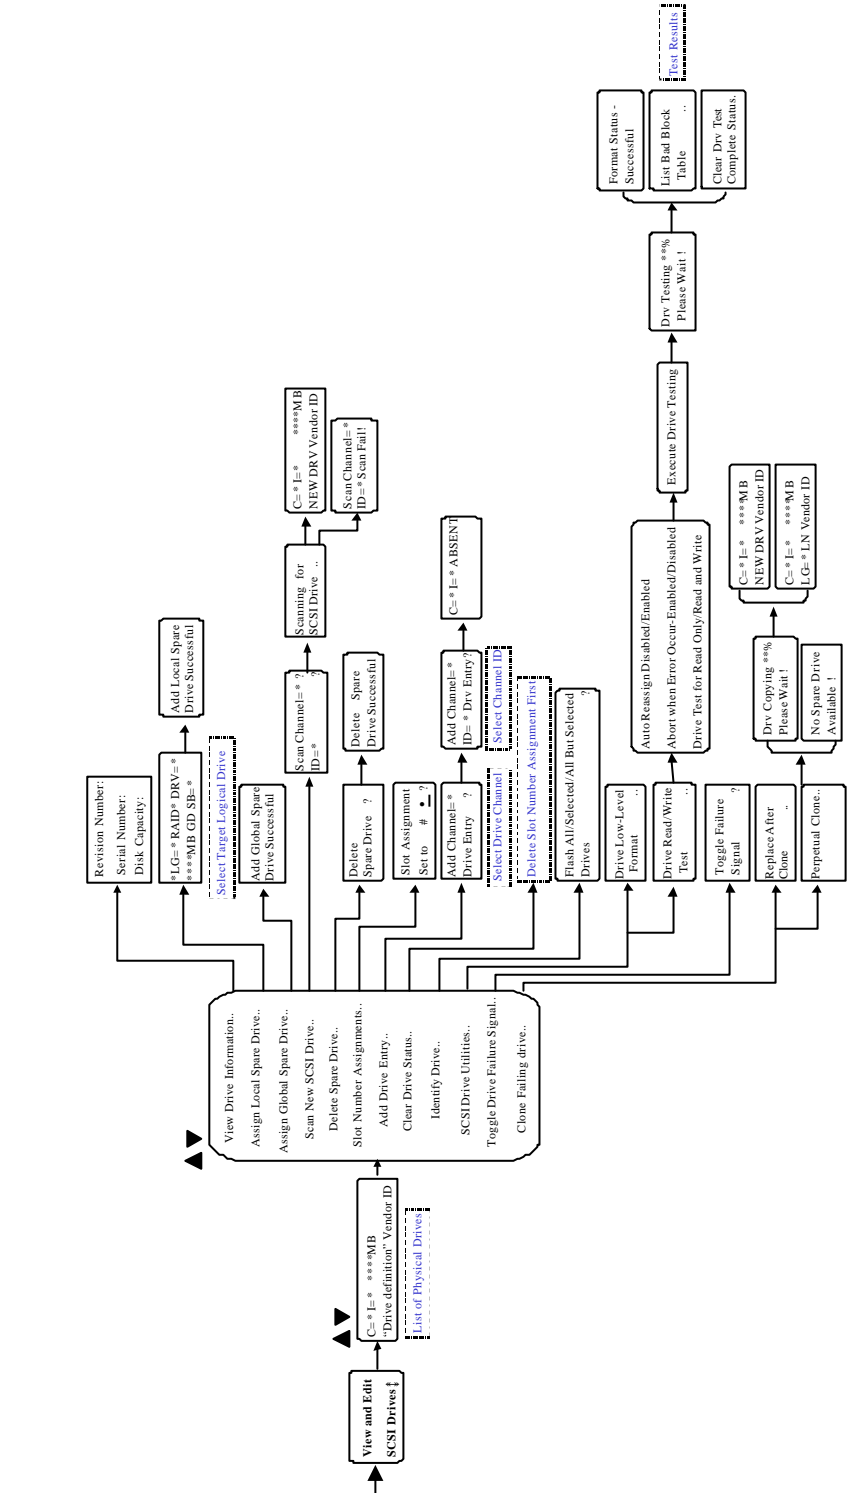 View and Edit
SCSI Drives
C=* I=* ****MB
“Drive definition” Vendor ID
List of Physical Drives
View Drive Information..
Assign Local Spare Drive..
Assign Global Spare Drive..
Scan New SCSI Drive..
Delete Spare Drive..
Slot Number Assignments..
Add Drive Entry..
Clear Drive Status..
Identify Drive..
SCSI Drive Utilities..
Toggle Drive Failure Signal..
Clone Failing drive..
Revision Number:
Serial Number:
Disk Capacity:
*LG=* RAID* DRV=*
****MB GD SB=*
Select Target Logical Drive
Add Local Spare
Drive Successful
Add Global Spare
Drive Successful
Scan Channel=* ?
ID=* ?
Scanning for
SCSI Drive ..
C=* I=* ****MB
NEW DRV Vendor ID
Scan Channel=*
ID=* Scan Fail!
Delete
Spare Drive ?
Delete Spare
Drive Successful
Slot Assignment
Set to # ?
Add Channel=*
Drive Entry ?
Select Drive Channel
Add Channel=*
ID=* Drv Entry?
Select Channel ID
C=* I=* ABSENT
Delete Slot Number Assignment First
Flash All/Selected/All But Selected
Drives ?
Drive Low-Level
Format ..
Drive Read/Write
Test ..
Auto Reassign Disabled/Enabled
Abort when Error Occur-Enabled/Disabled
Drive Test for Read Only/Read and Write
Execute Drive Testing
Drv Testing **%
Please Wait !
Format Status -
Successful
List Bad Block
Table ..
Clear Drv Test
Complete Status.
Test Results
Toggle Failure
Signal ?
Replace After
Clone ..
Perpetual Clone..
Drv Copying **%
Please Wait !
No Spare Drive
Available !
C=* I=* ****MB
NEW DRV Vendor ID
C=* I=* ****MB
LG=* LN Vendor ID